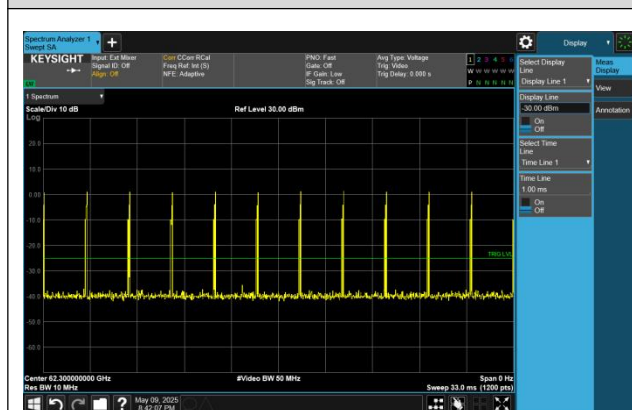 Spectrum Analyzer 1
Swept SA
Display
KEYSIGHT
Input: Ext Mixer
Signal ID: Off
Align: Off
Corr CCorr RCal
Freq Ref: Int (S)
NFE: Adaptive
PNO: Fast
Gate: Off
IF Gain: Low
Sig Track: Off
Avg Type: Voltage
Trig: Video
Trig Delay: 0.000 s
1 2 3 4 5 6
W W W W W W
P N N N N N
1 Spectrum
Scale/Div 10 dB
Ref Level 30.00 dBm
Log
20.0
10.0
0.00
-10.0
-20.0
-30.0
-40.0
-50.0
-60.0
TRIG LVL
Center 62.300000000 GHz
Res BW 10 MHz
#Video BW 50 MHz
Span 0 Hz
Sweep 33.0 ms (1200 pts)
May 09, 2025
8:42:07 PM
Select Display
Line
Display Line 1
Display Line
-30.00 dBm
On
Off
Select Time
Line
Time Line 1
Time Line
1.00 ms
On
Off
Meas
Display
View
Annotation